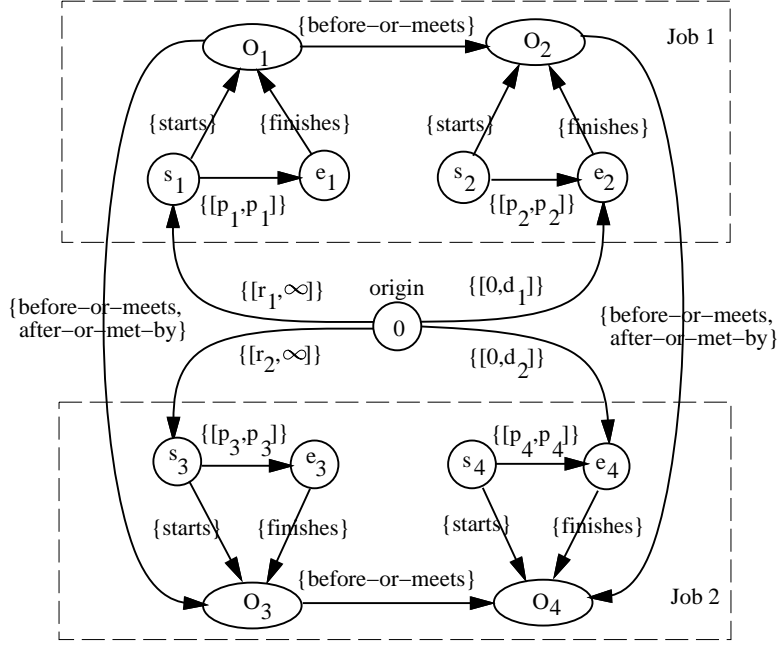 {before−or−meets}
O1
O2
Job 1
{starts}
{finishes}
{starts}
{finishes}
s1
e1
s2
e2
{[p1,p1]}
{[p2,p2]}
{[r1,∞]}
origin
{[0,d1]}
{before−or−meets,
after−or−met−by}
0
{before−or−meets,
after−or−met−by}
{[r2,∞]}
{[0,d2]}
{[p3,p3]}
{[p4,p4]}
s3
e3
s4
e4
{starts}
{finishes}
{starts}
{finishes}
{before−or−meets}
O3
O4
Job 2